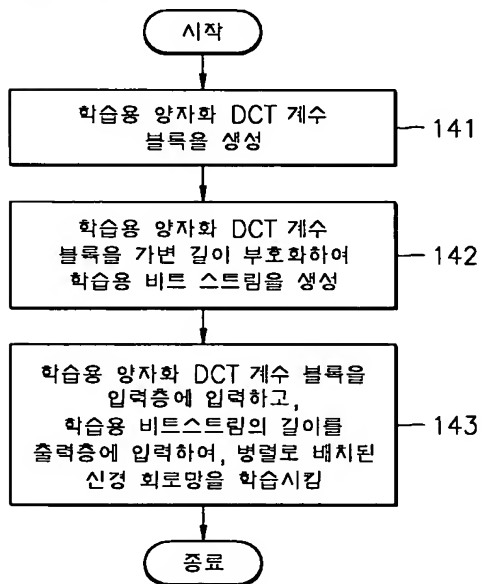 시작
학습용 양자화 DCT 계수
블록을 생성
141
학습용 양자화 DCT 계수
블록을 가변 길이 부호화하여
학습용 비트 스트림을 생성
142
학습용 양자화 DCT 계수 블록을
입력층에 입력하고,
학습용 비트스트림의 길이를
출력층에 입력하여, 병렬로 배치된
신경 회로망을 학습시킴
143
종료